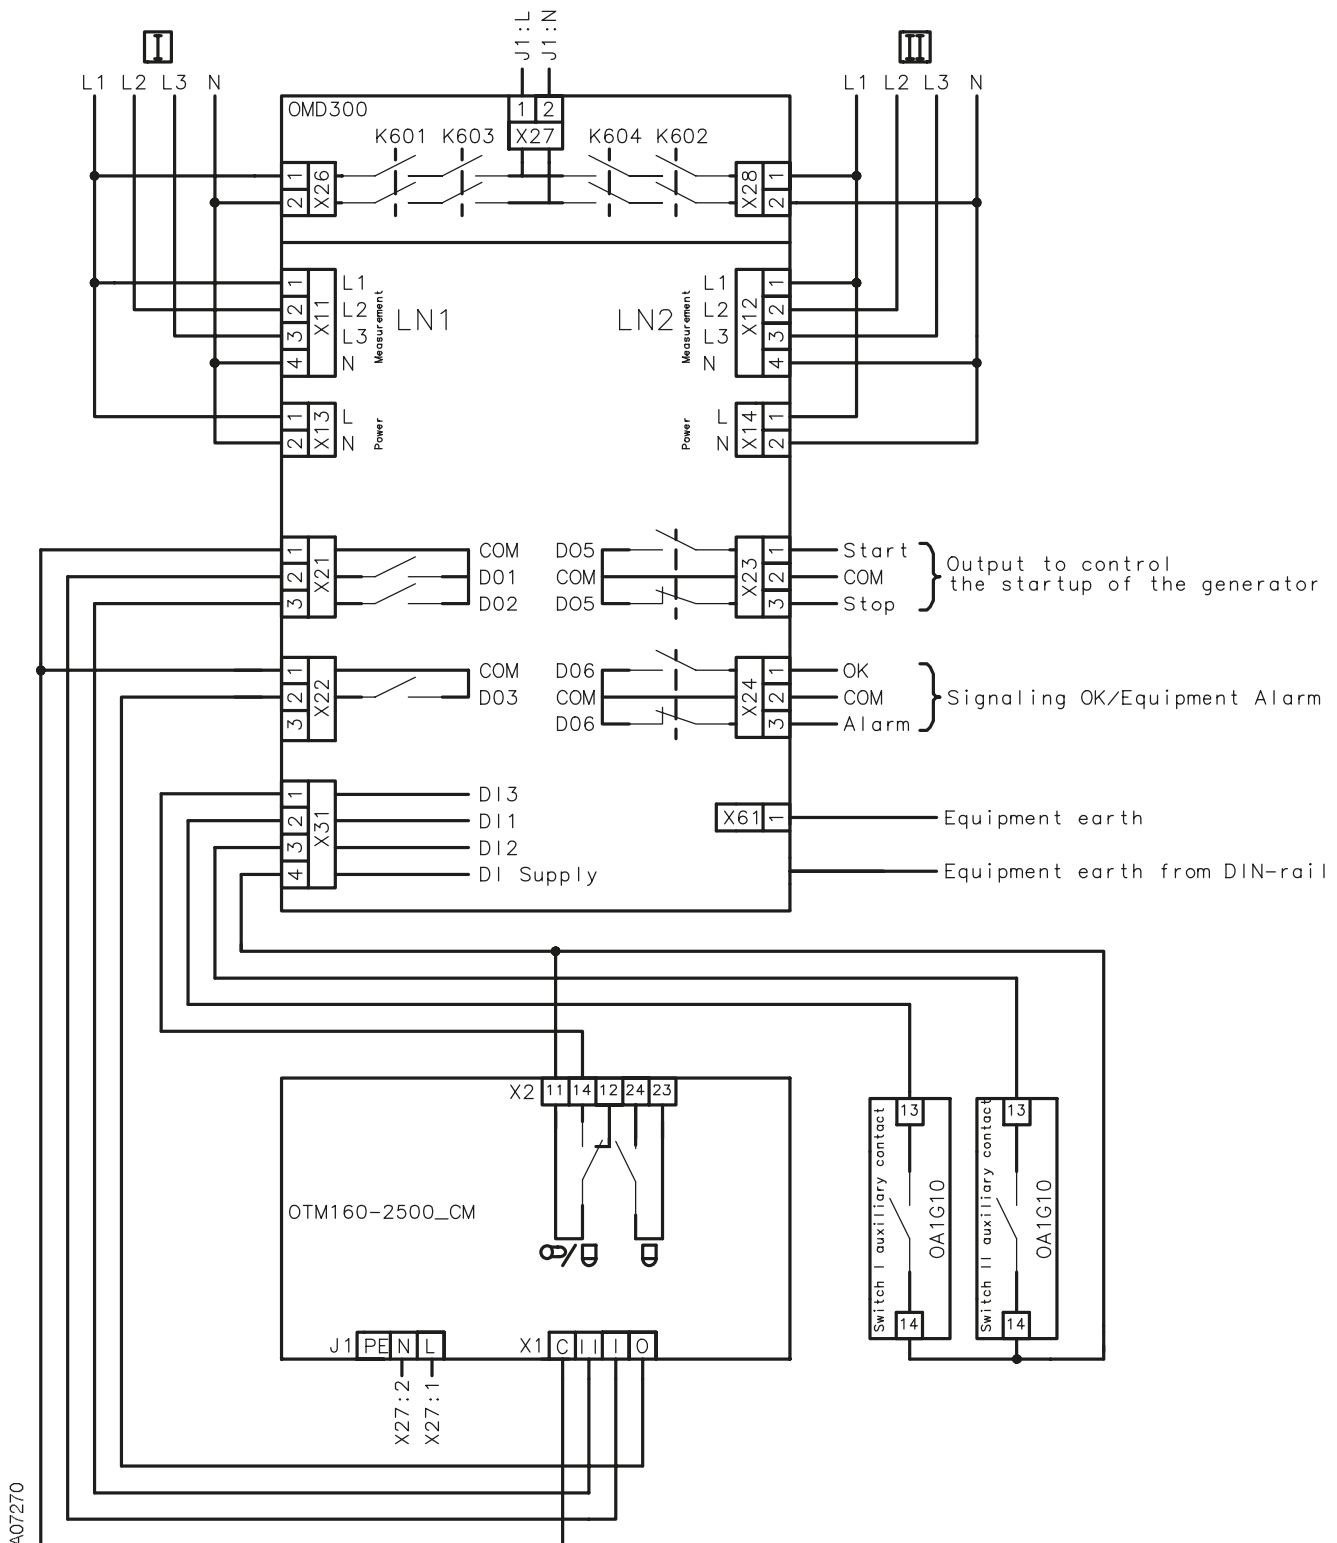 I
II
J1:L
J1:N
L1 L2 L3 N
L1 L2 L3 N
OMD300
1 2
X27
K601 K603
K604 K602
1
2
X26
X28
1
2
1
2
3
4
X11
L1
L2
L3
N
Measurement
LN1
LN2
Measurement
L1
L2
L3
N
X12
1
2
3
4
1
2
X13
L
N
Power
Power
L
N
X14
1
2
1
2
3
X21
COM
DO1
DO2
DO5
COM
DO5
X23
1
2
3
Start
COM
Stop
Output to control
the startup of the generator
1
2
3
X22
COM
DO3
DO6
COM
DO6
X24
1
2
3
OK
COM
Alarm
Signaling OK/Equipment Alarm
1
2
3
4
X31
DI3
DI1
DI2
DI Supply
X61 1
Equipment earth
Equipment earth from DIN-rail
X2 11 14 12 24 23
OTM160-2500_CM
J1 PE N L
X1 C II I O
X27:2
X27:1
13
Switch I auxiliary contact
OA1G10
14
13
Switch II auxiliary contact
OA1G10
14
A07270